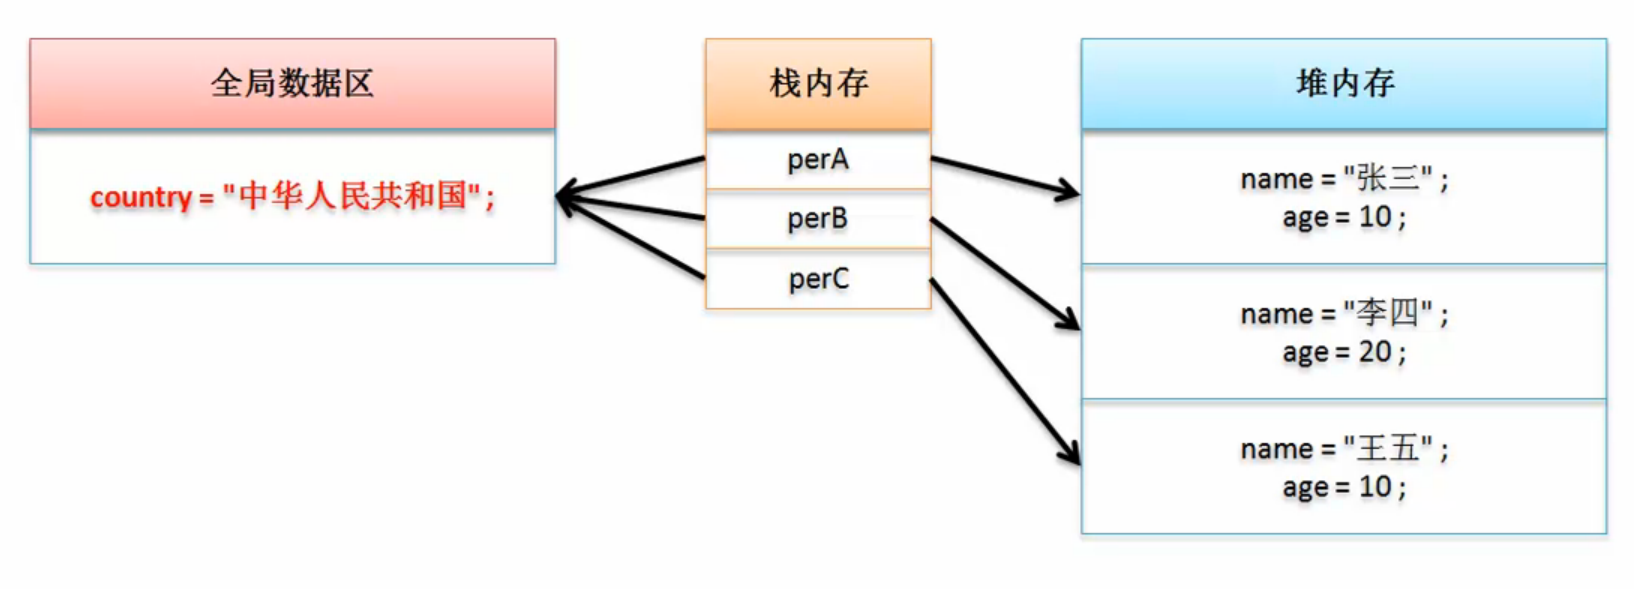 全局数据区
country = "中华人民共和国" ;
栈内存
perA
perB
perC
堆内存
name = "张三" ;
age = 10 ;
name = "李四" ;
age = 20 ;
name = "王五" ;
age = 10 ;